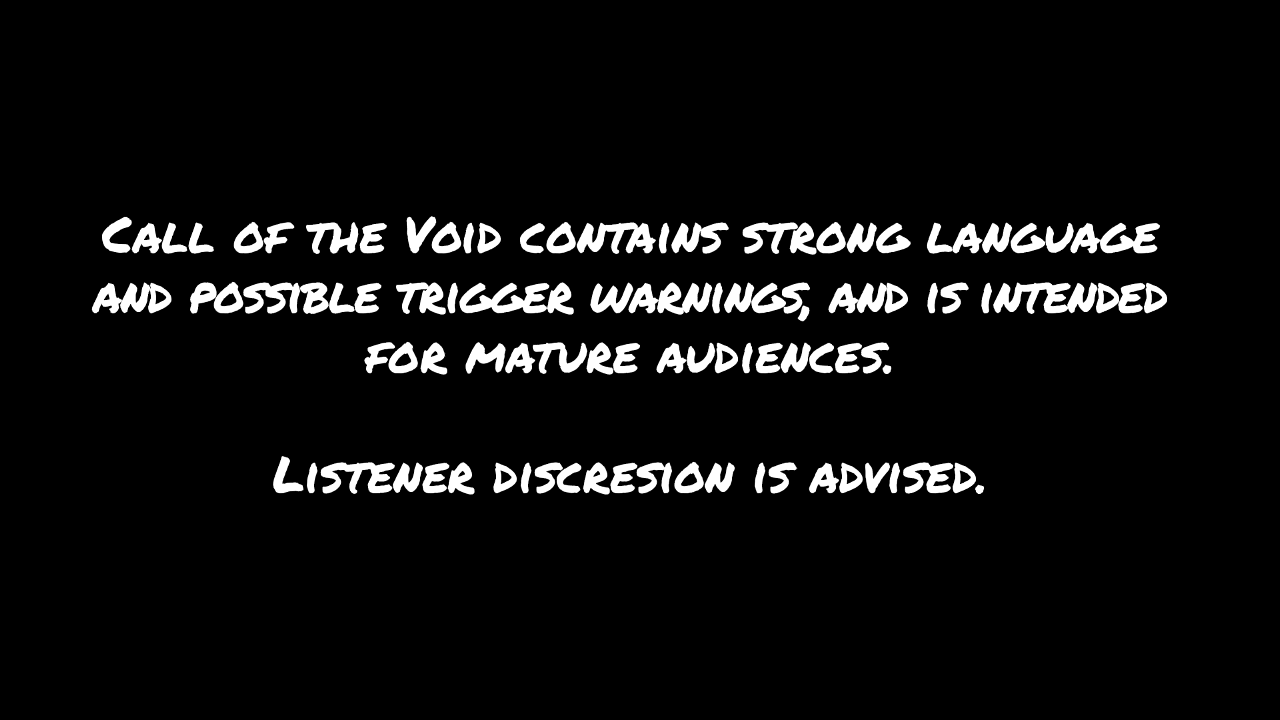 Call of the Void contains strong language
and possible trigger warnings, and is intended
for mature audiences.
Listener discresion is advised.